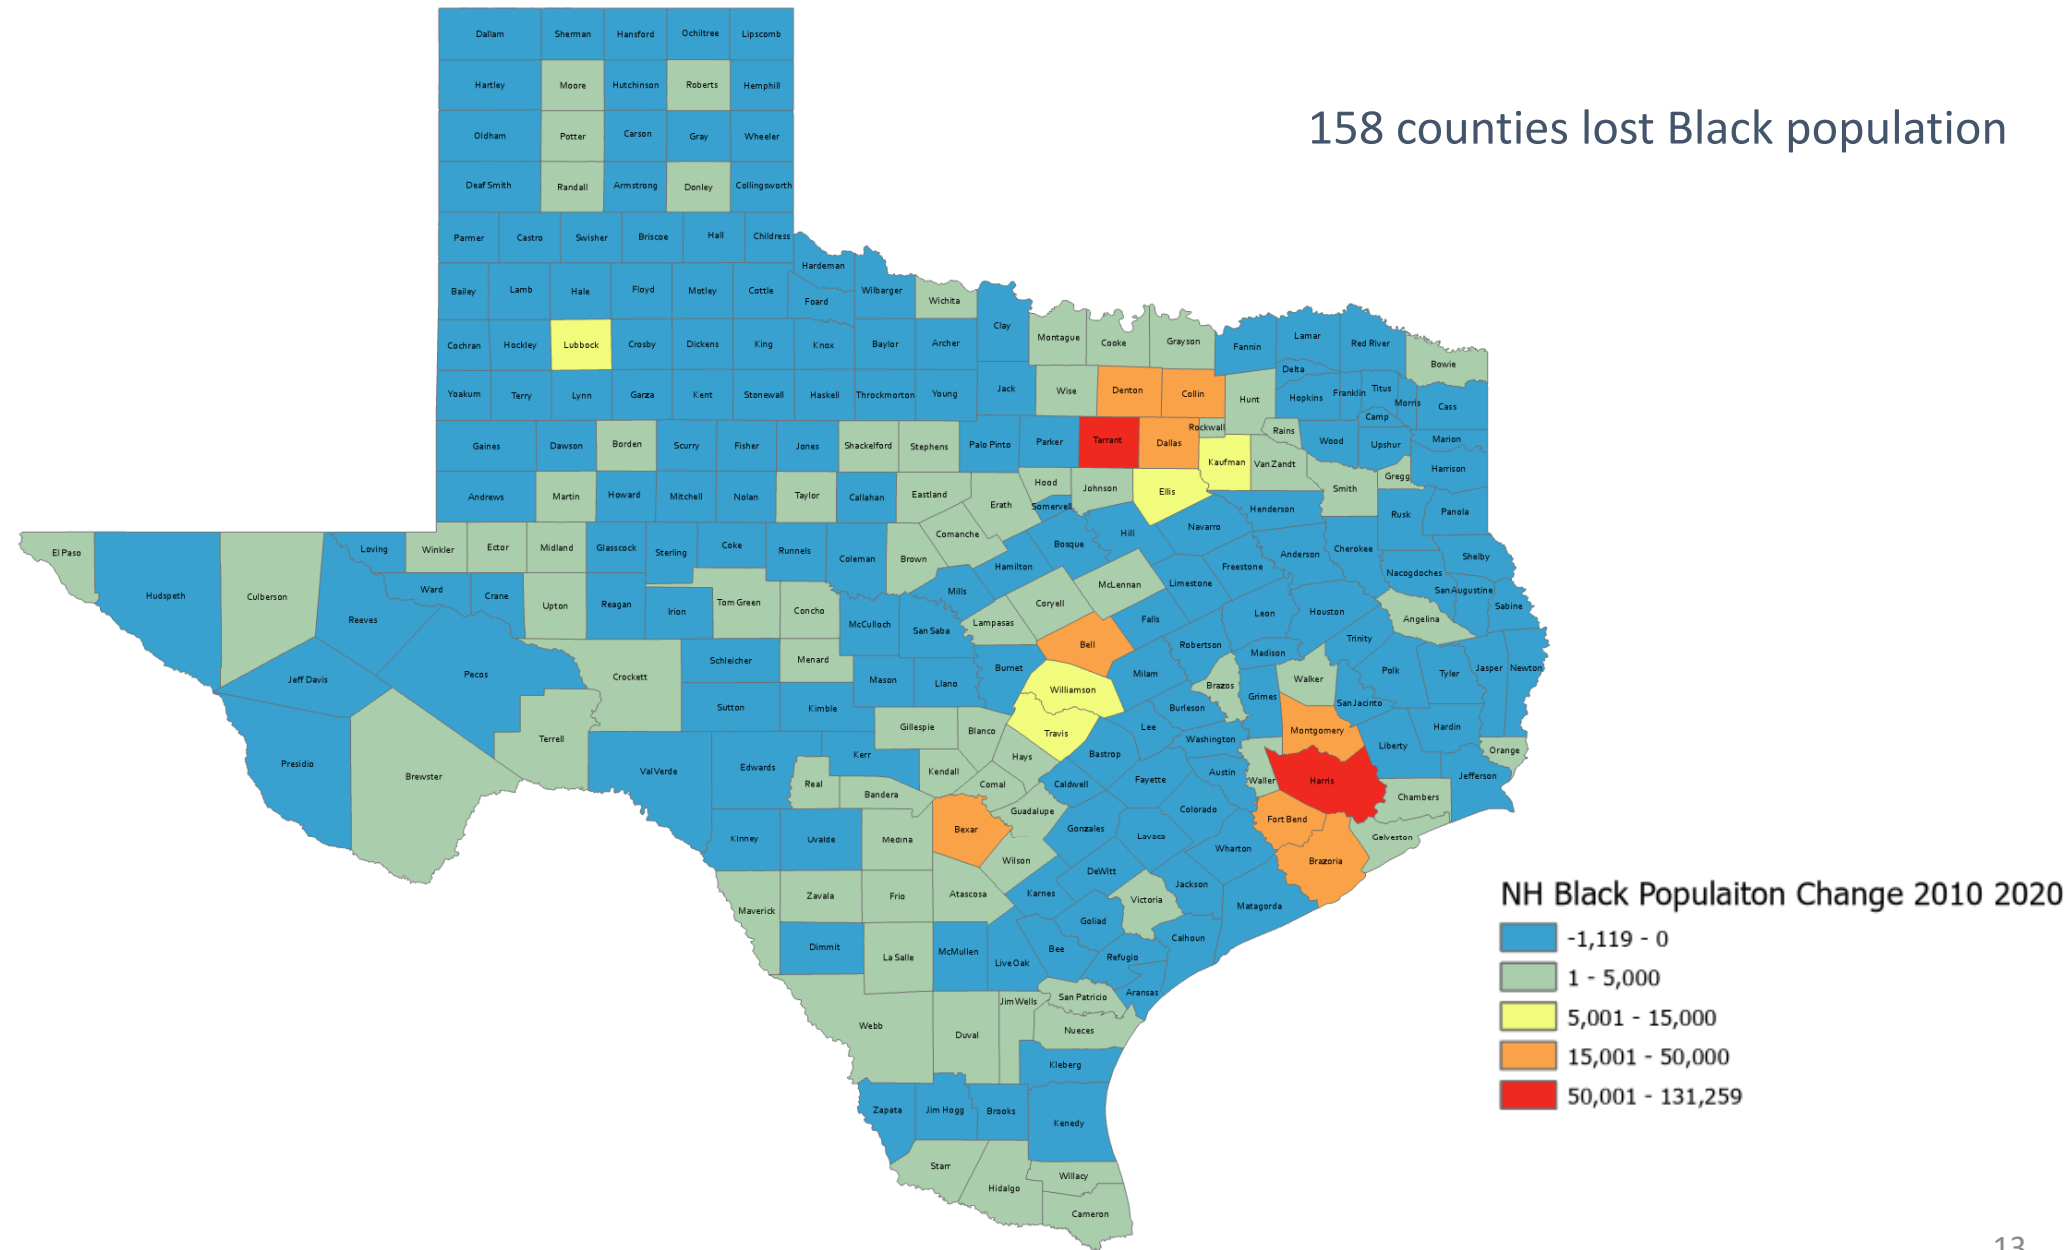 Dallam Sherman Hansford Ochiltree Lipscomb
Hartley Moore Hutchinson Roberts Hemphill
158 counties lost Black population
Oldham Potter Carson Gray Wheeler
Deaf Smith Randall Armstrong Donley Collingsworth
Parmer Castro Swisher Briscoe Hall Childress
Hardeman
Bailey Lamb Hale Floyd Motley Cottle Foard Wilbarger Wichita
Clay Montague Cooke Grayson Fannin Lamar Red River Bowie
Cochran Hockley Lubbock Crosby Dickens King Knox Baylor Archer
Delta
Yoakum Terry Lynn Garza Kent Stonewall Haskell Throckmorton Young Jack Wise Denton Collin Hunt Hopkins Franklin Titus Morris Cass
Camp
Gaines Dawson Borden Scurry Fisher Jones Shackelford Stephens Palo Pinto Parker Tarrant Dallas Rockwall Rains Wood Upshur Marion
Kaufman Van Zandt Gregg Harrison
Andrews Martin Howard Mitchell Nolan Taylor Callahan Eastland Erath Hood Johnson Ellis Smith
Somervell Henderson Rusk Panola
El Paso Hudspeth Culberson Loving Winkler Ector Midland Glasscock Sterling Coke Runnels Coleman Brown Comanche Bosque Hill Navarro Anderson Cherokee Shelby
Hamilton Freestone Nacogdoches
Reeves Ward Crane Upton Reagan Irion Tom Green Concho Mills Coryell McLennan Limestone San Augustine Sabine
McCulloch San Saba Lampasas Falls Leon Houston Angelina
Bell Robertson Madison Trinity
Jeff Davis Pecos Crockett Schleicher Menard Mason Llano Burnet Williamson Milam Brazos Walker Polk Tyler Jasper Newton
Sutton Kimble Burleson Grimes San Jacinto
Presidio Brewster Terrell Gillespie Blanco Travis Lee Washington Montgomery Hardin
Val Verde Edwards Kerr Hays Bastrop Liberty Orange
Real Kendall Comal Caldwell Fayette Austin Waller Harris Jefferson
Bandera Guadalupe Colorado Chambers
Kinney Uvalde Medina Bexar Gonzales Lavaca Fort Bend Galveston
Wilson Wharton Brazoria
Maverick Zavala Frio Atascosa Karnes DeWitt Jackson
NH Black Populaiton Change 2010 2020
Victoria Matagorda
Goliad
Dimmit La Salle McMullen Live Oak Bee Refugio Calhoun
-1,119 - 0
1 - 5,000
Aransas
Webb Duval Jim Wells San Patricio
5,001 - 15,000
Nueces
15,001 - 50,000
Kleberg
50,001 - 131,259
Zapata Jim Hogg Brooks Kenedy
Starr Hidalgo Willacy
Cameron
13